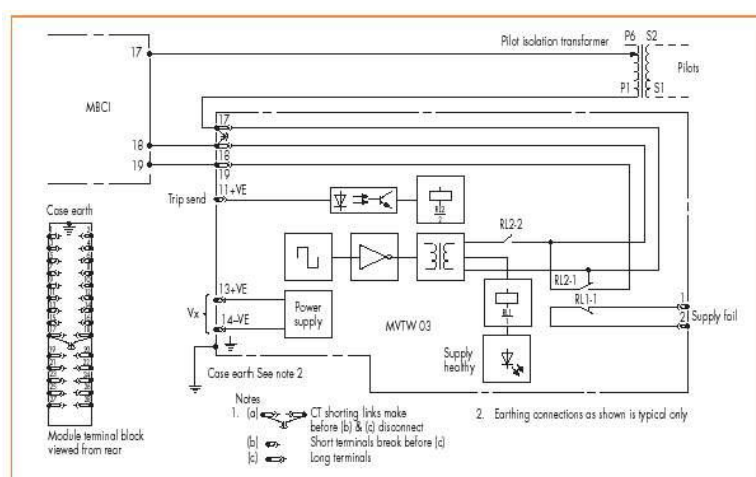 Pilot isolation transformer
P6 S2
17
Pilots
P1 S1
MBCI
17
18
18
19
19
11+VE
Trip send
Case earth
RL2
2
RL2-2
RL2-1
RL1-1
13+VE
Vx
14–VE
Power
supply
MVTW 03
RL1
1
2
Supply fail
Supply
healthy
Case earth See note 2
Notes
1. (a) CT shorting links make
before (b) & (c) disconnect
(b) Short terminals break before (c)
(c) Long terminals
2. Earthing connections as shown is typical only
Module terminal block
viewed from rear